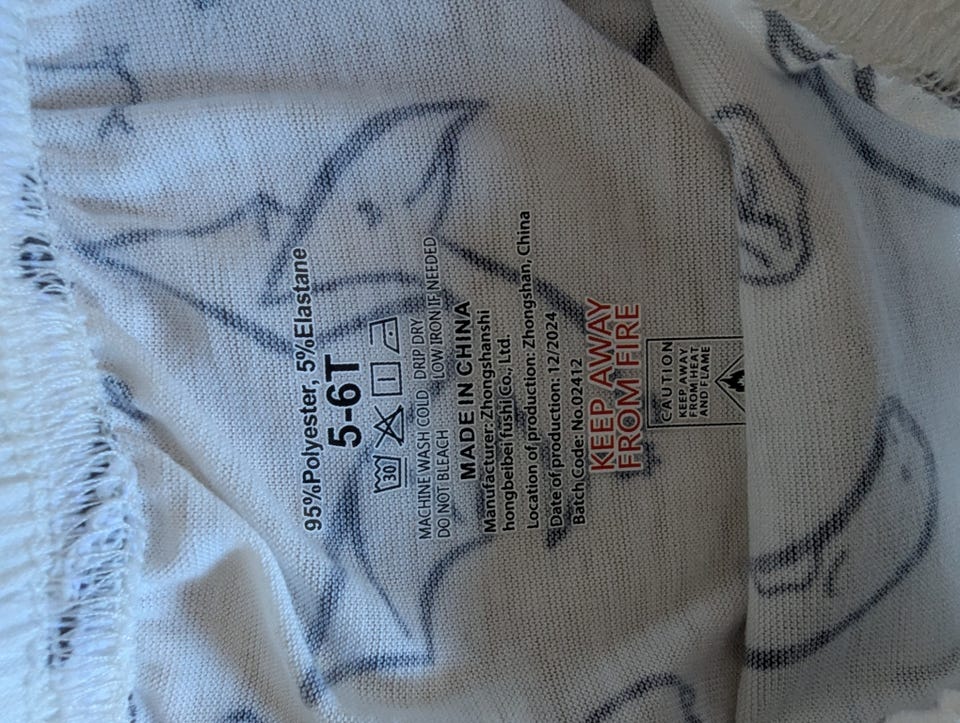 95%Polyester, 5%Elastane
5-6T
30
MACHINE WASH COLD DRIP DRY
DO NOT BLEACH LOW IRON IF NEEDED
MADE IN CHINA
Manufacturer: Zhongshanshi
hongbeibei fushi Co., Ltd.
Location of production: Zhongshan, China
Date of production: 12/2024
Batch Code: No.02412
KEEP AWAY
FROM FIRE
CAUTION
KEEP AWAY
FROM HEAT
AND FLAME